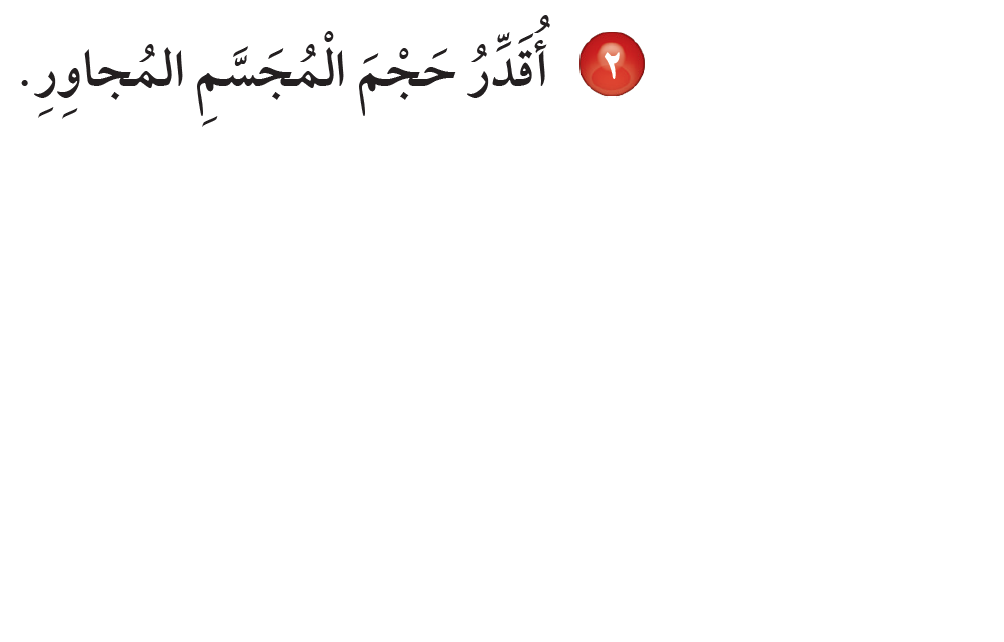 ٢ أُقَدِّرُ حَجْمَ الْمُجَسَّمِ المُجاوِرِ.